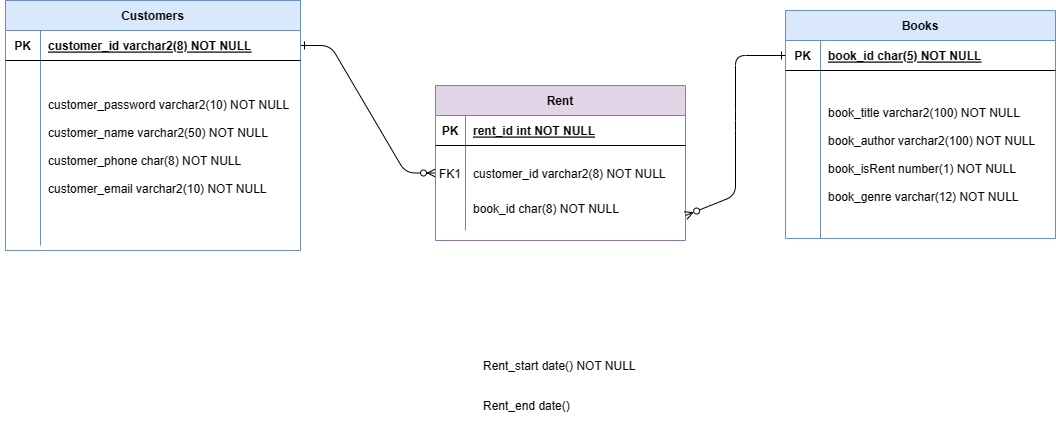 Customers
PK customer_id varchar2(8) NOT NULL
customer_password varchar2(10) NOT NULL
customer_name varchar2(50) NOT NULL
customer_phone char(8) NOT NULL
customer_email varchar2(10) NOT NULL
Rent
PK rent_id int NOT NULL
FK1 customer_id varchar2(8) NOT NULL
book_id char(8) NOT NULL
Books
PK book_id char(5) NOT NULL
book_title varchar2(100) NOT NULL
book_author varchar2(100) NOT NULL
book_isRent number(1) NOT NULL
book_genre varchar(12) NOT NULL
Rent_start date() NOT NULL
Rent_end date()